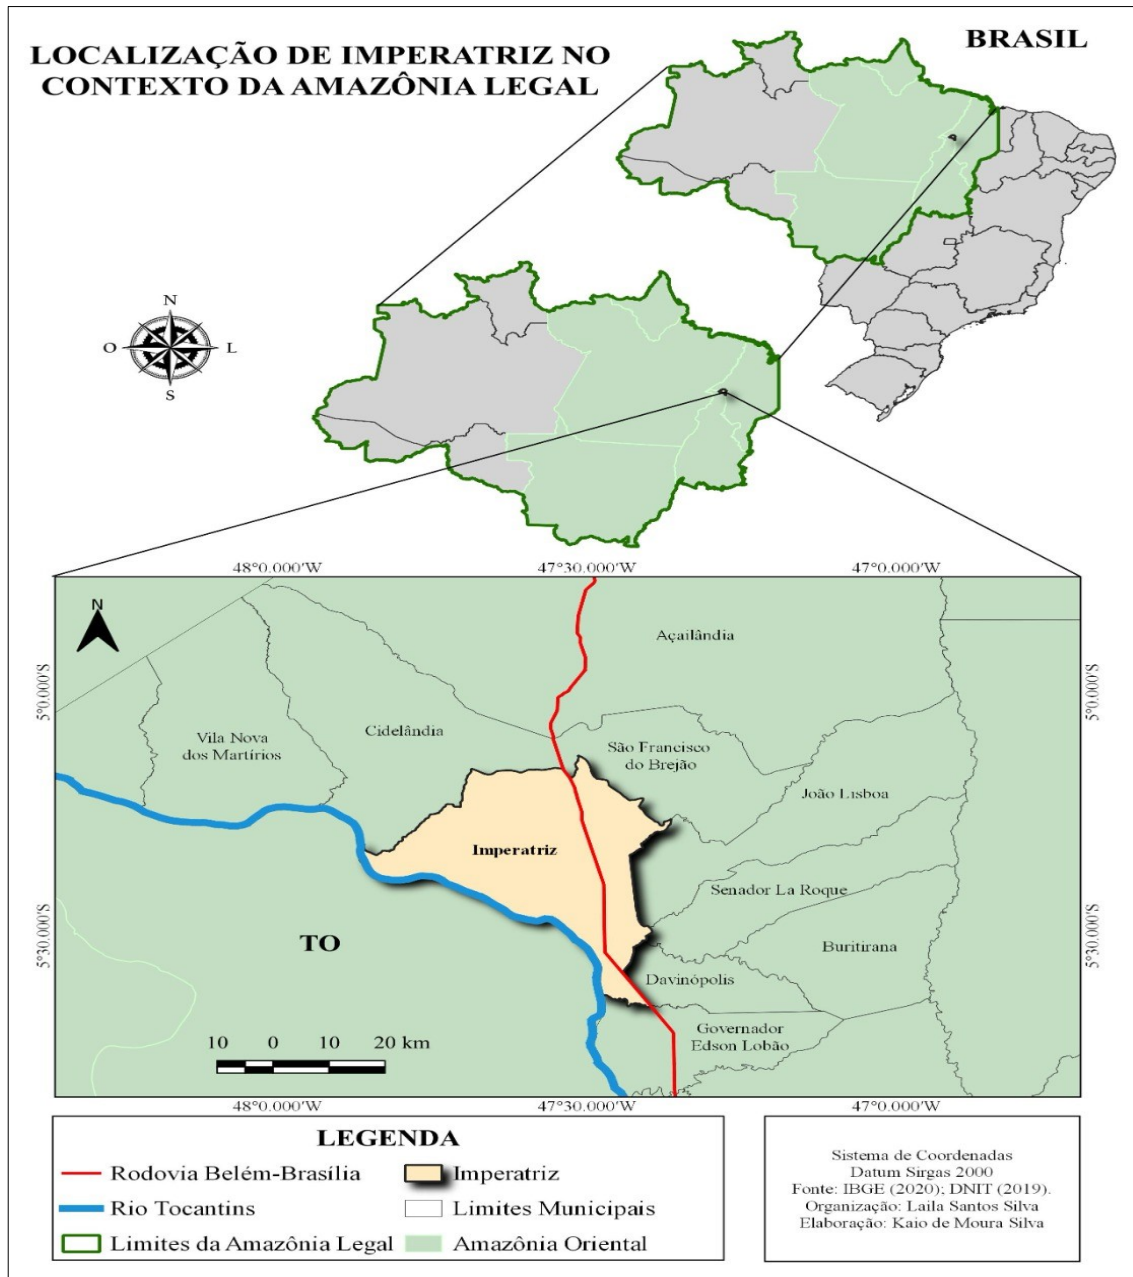 LOCALIZAÇÃO DE IMPERATRIZ NO
CONTEXTO DA AMAZÔNIA LEGAL
BRASIL
N
O
L
S
48°0.000'W
47°30.000'W
47°0.000'W
N
5°0.000'S
5°0.000'S
Açailândia
Cidelândia
Vila Nova
dos Martírios
São Francisco
do Brejão
João Lisboa
Imperatriz
Senador La Roque
Buritirana
5°30.000'S
5°30.000'S
TO
Davinópolis
Governador
Edson Lobão
10 0 10 20 km
48°0.000'W
47°30.000'W
47°0.000'W
LEGENDA
Rodovia Belém-Brasília
Imperatriz
Rio Tocantins
Limites Municipais
Limites da Amazônia Legal
Amazônia Oriental
Sistema de Coordenadas
Datum Sirgas 2000
Fonte: IBGE (2020); DNIT (2019).
Organização: Laila Santos Silva
Elaboração: Kaio de Moura Silva